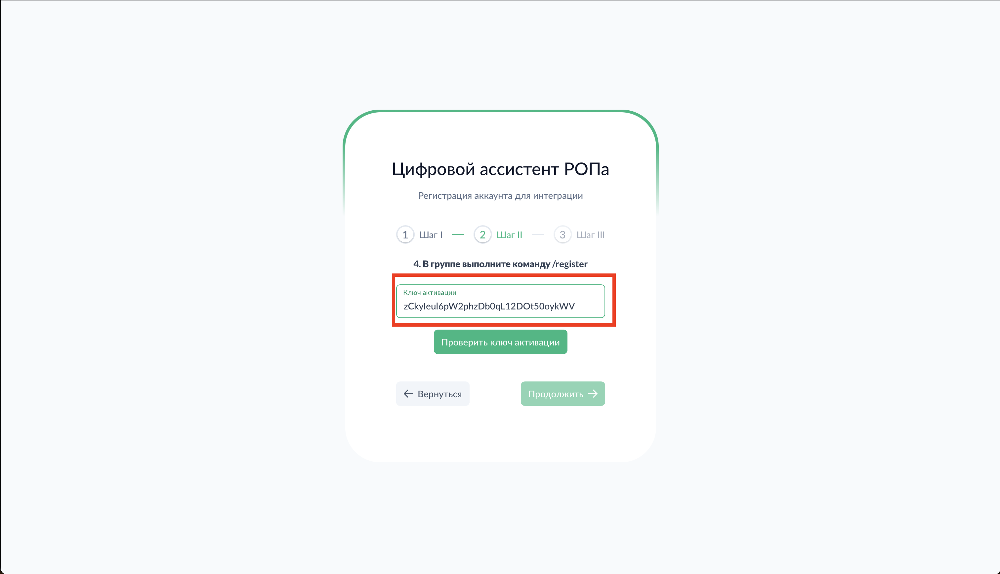 Цифровой ассистент РОПа
Регистрация аккаунта для интеграции
1 Шаг I 2 Шаг II 3 Шаг III
4. В группе выполните команду /register
Ключ активации
zCkyIeul6pW2phzDb0qL12DOt50oykWV
Проверить ключ активации
← Вернуться
Продолжить →